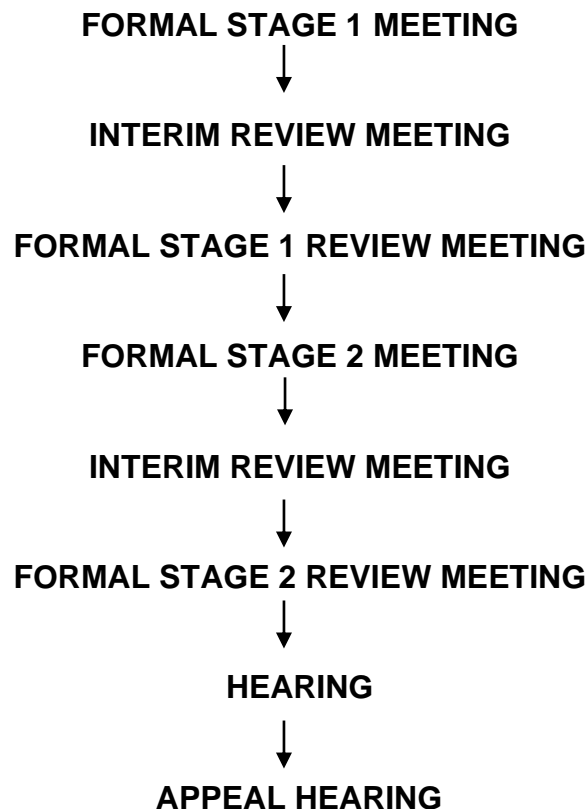 FORMAL STAGE 1 MEETING
INTERIM REVIEW MEETING
FORMAL STAGE 1 REVIEW MEETING
FORMAL STAGE 2 MEETING
INTERIM REVIEW MEETING
FORMAL STAGE 2 REVIEW MEETING
HEARING
APPEAL HEARING